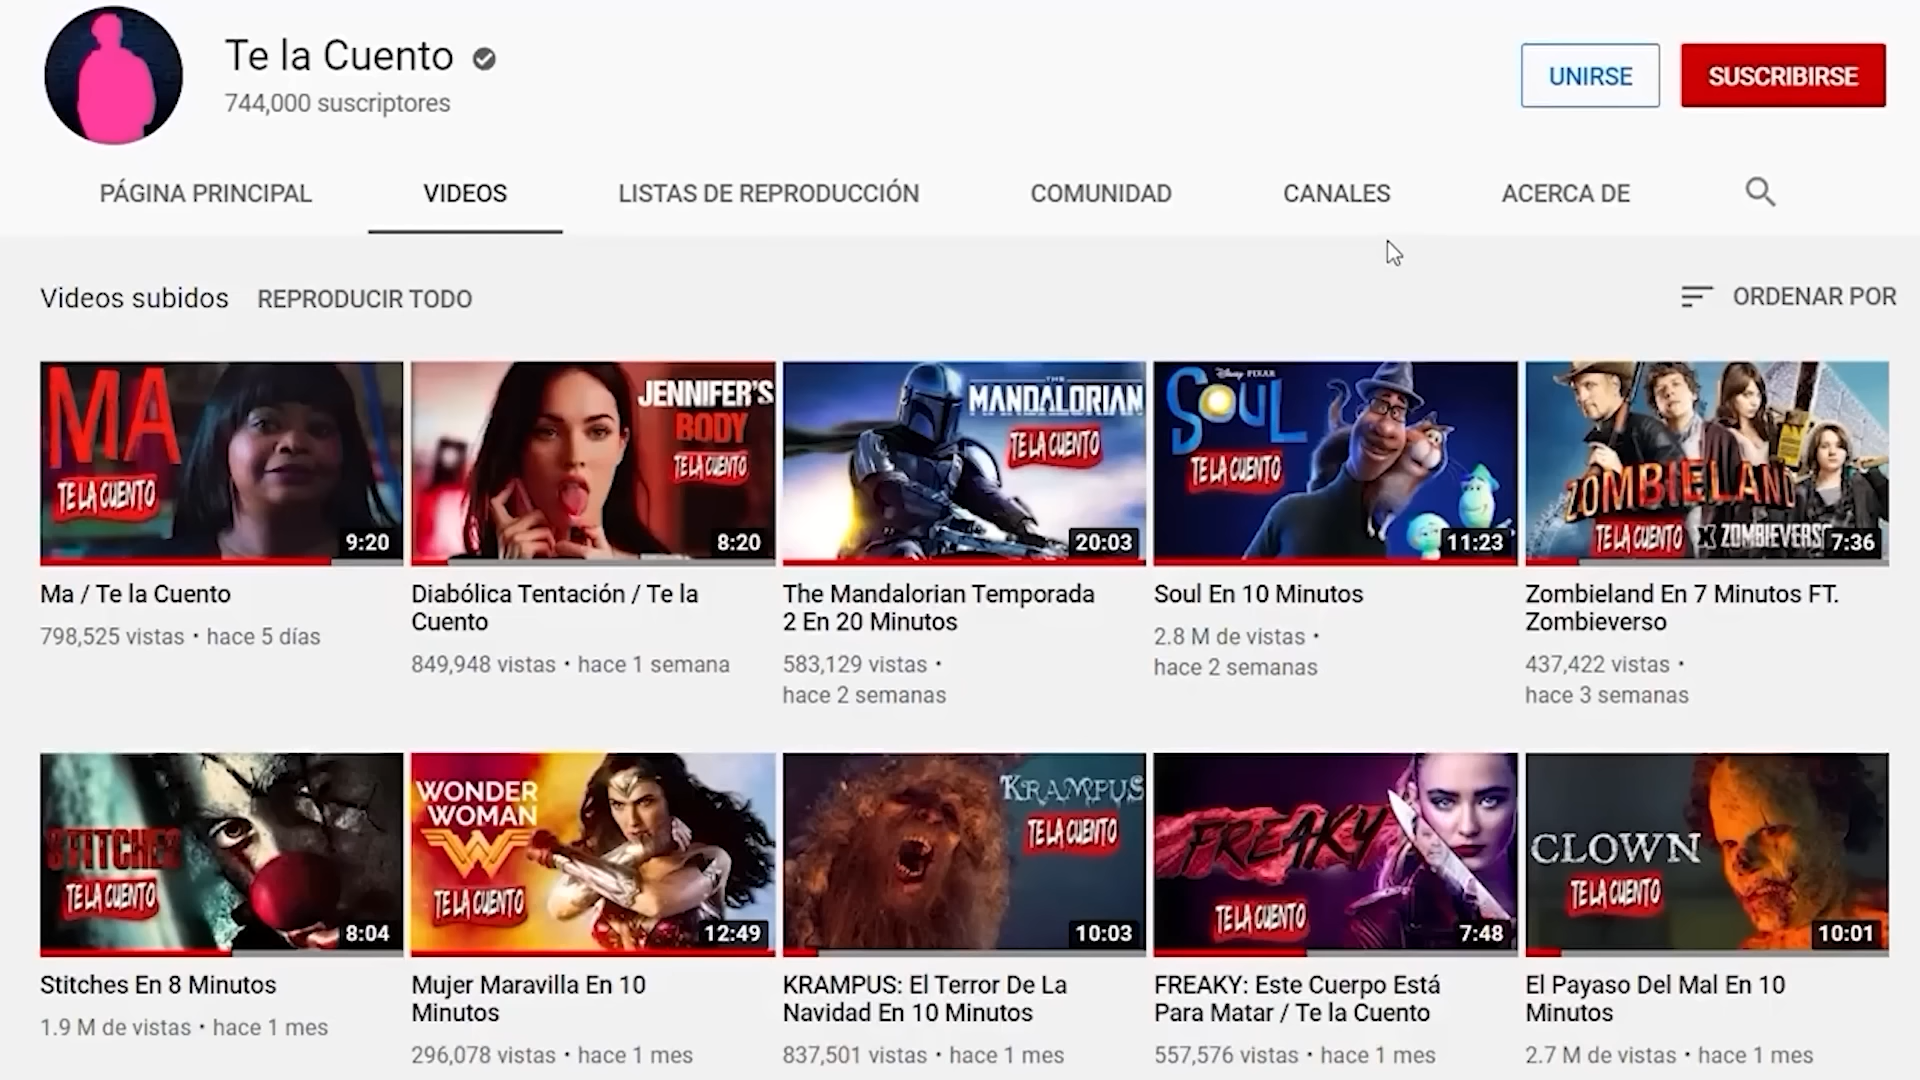 Te la Cuento
744,000 suscriptores
UNIRSE
SUSCRIBIRSE
PÁGINA PRINCIPAL
VIDEOS
LISTAS DE REPRODUCCIÓN
COMUNIDAD
CANALES
ACERCA DE
Videos subidos
REPRODUCIR TODO
ORDENAR POR
MA
TE LA CUENTO
9:20
JENNIFER'S
BODY
TE LA CUENTO
8:20
THE
MANDALORIAN
TE LA CUENTO
20:03
Disney PIXAR
SOUL
TE LA CUENTO
11:23
ZOMBIELAND
TE LA CUENTO X ZOMBIEVERS
7:36
Ma / Te la Cuento
798,525 vistas • hace 5 días
Diabólica Tentación / Te la
Cuento
849,948 vistas • hace 1 semana
The Mandalorian Temporada
2 En 20 Minutos
583,129 vistas •
hace 2 semanas
Soul En 10 Minutos
2.8 M de vistas •
hace 2 semanas
Zombieland En 7 Minutos FT.
Zombieverso
437,422 vistas •
hace 3 semanas
STITCHES
TE LA CUENTO
8:04
WONDER
WOMAN
TE LA CUENTO
12:49
KRAMPUS
TE LA CUENTO
10:03
FREAKY
TE LA CUENTO
7:48
CLOWN
TE LA CUENTO
10:01
Stitches En 8 Minutos
1.9 M de vistas • hace 1 mes
Mujer Maravilla En 10
Minutos
296,078 vistas • hace 1 mes
KRAMPUS: El Terror De La
Navidad En 10 Minutos
837,501 vistas • hace 1 mes
FREAKY: Este Cuerpo Está
Para Matar / Te la Cuento
557,576 vistas • hace 1 mes
El Payaso Del Mal En 10
Minutos
2.7 M de vistas • hace 1 mes